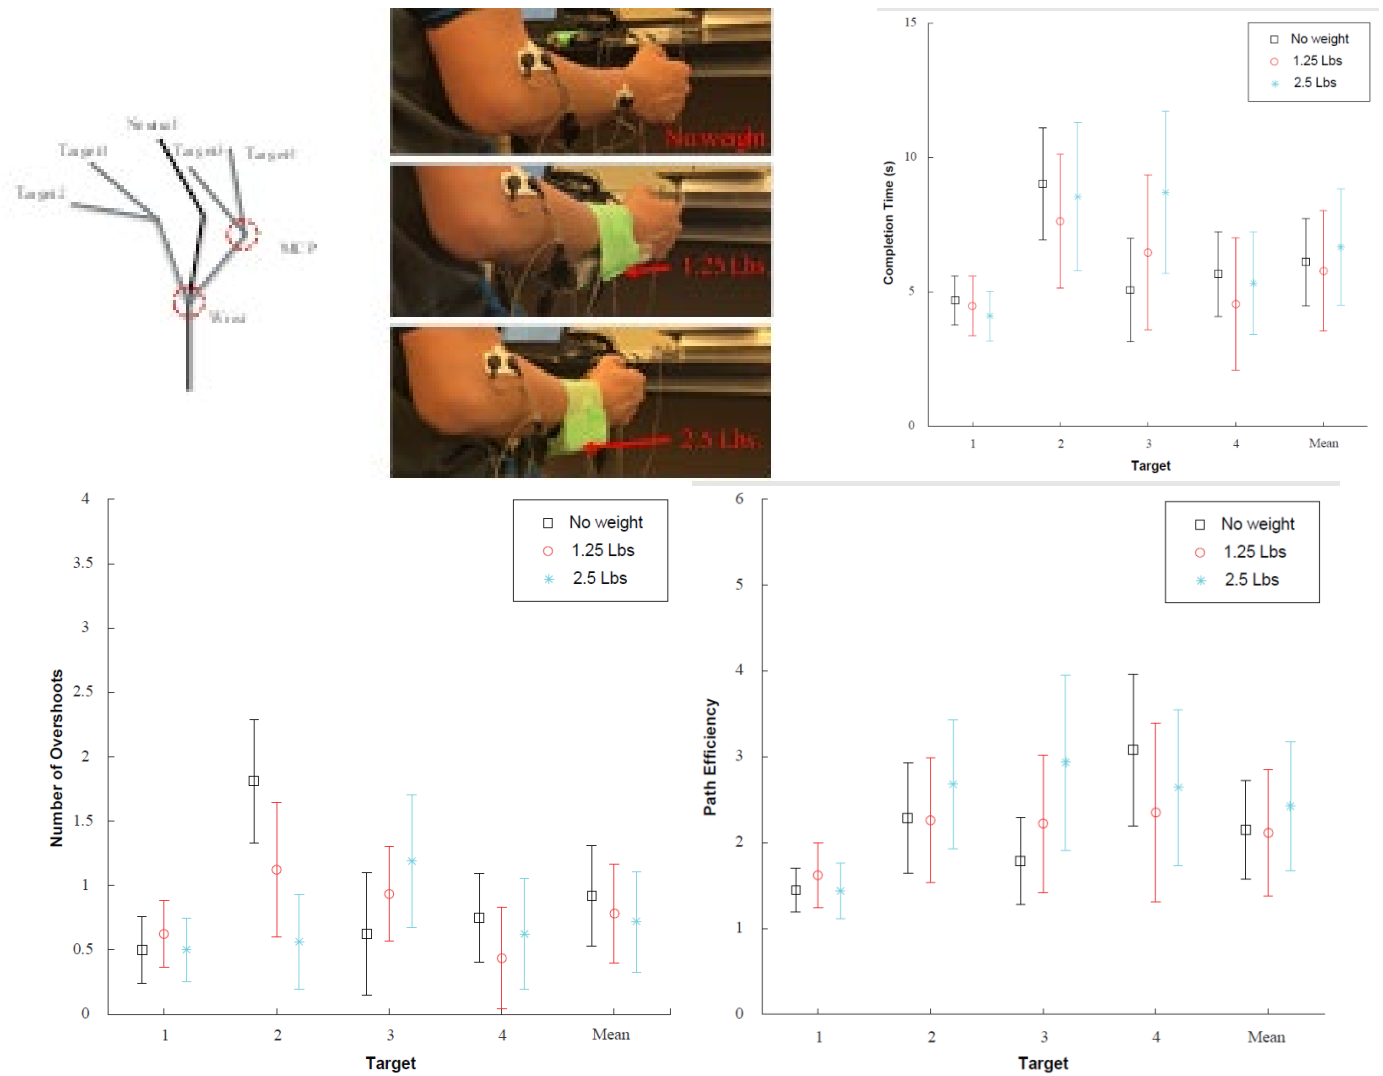 Neutral
Target1
Target2
MCP
Wrist
No weight
1.25 Lbs.
2.5 Lbs.
15
10
5
0
Completion Time (s)
No weight
1.25 Lbs
2.5 Lbs
1 2 3 4 Mean
Target
4
3.5
3
2.5
2
1.5
1
0.5
0
Number of Overshoots
No weight
1.25 Lbs
2.5 Lbs
1 2 3 4 Mean
Target
6
5
4
3
2
1
0
Path Efficiency
No weight
1.25 Lbs
2.5 Lbs
1 2 3 4 Mean
Target